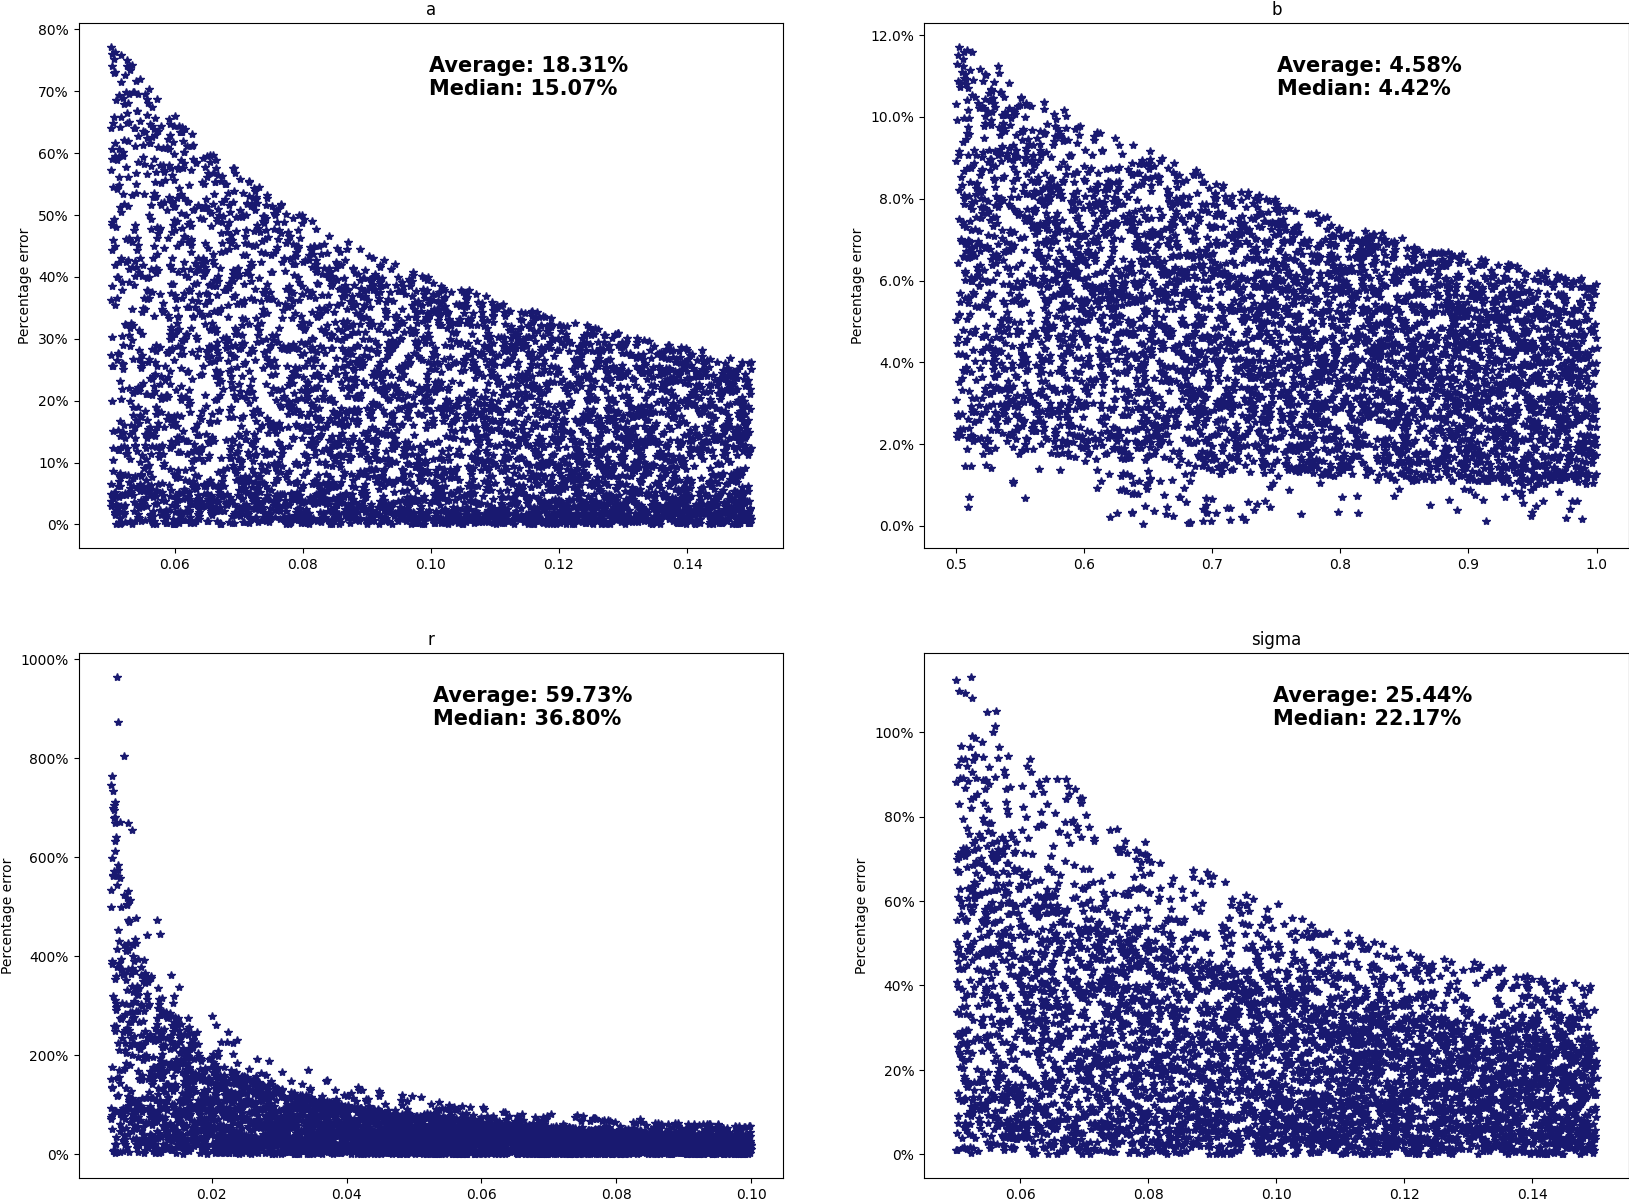 a
80%
70%
60%
50%
40%
30%
20%
10%
0%
Percentage error
Average: 18.31%
Median: 15.07%
0.06 0.08 0.10 0.12 0.14
b
12.0%
10.0%
8.0%
6.0%
4.0%
2.0%
0.0%
Percentage error
Average: 4.58%
Median: 4.42%
0.5 0.6 0.7 0.8 0.9 1.0
r
1000%
800%
600%
400%
200%
0%
Percentage error
Average: 59.73%
Median: 36.80%
0.02 0.04 0.06 0.08 0.10
sigma
100%
80%
60%
40%
20%
0%
Percentage error
Average: 25.44%
Median: 22.17%
0.06 0.08 0.10 0.12 0.14